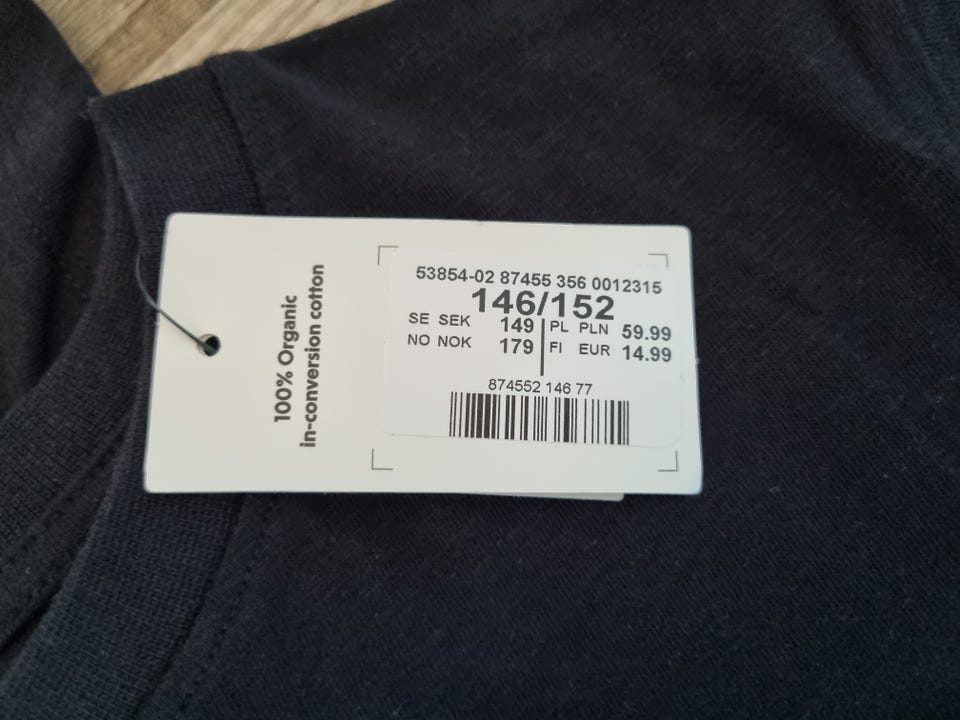 100% Organic
in-conversion cotton
53854-02 87455 356 0012315
146/152
SE SEK 149 PL PLN 59.99
NO NOK 179 FI EUR 14.99
874552 146 77